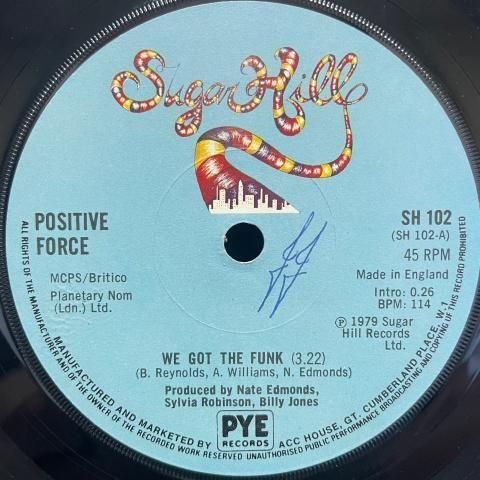 Sugar Hill
POSITIVE
FORCE
MCPS/Britico
Planetary Nom
(Ldn.) Ltd.
SH 102
(SH 102-A)
45 RPM
Made in England
Intro: 0.26
BPM: 114
℗ 1979 Sugar
Hill Records
Ltd.
WE GOT THE FUNK (3.22)
(B. Reynolds, A. Williams, N. Edmonds)
Produced by Nate Edmonds,
Sylvia Robinson, Billy Jones
PYE
RECORDS
MANUFACTURED AND MARKETED BY PYE RECORDS ACC HOUSE, GT. CUMBERLAND PLACE, W.1
ALL RIGHTS OF THE MANUFACTURER AND OF THE OWNER OF THE RECORDED WORK RESERVED UNAUTHORISED PUBLIC PERFORMANCE BROADCASTING AND COPYING OF THIS RECORD PROHIBITED